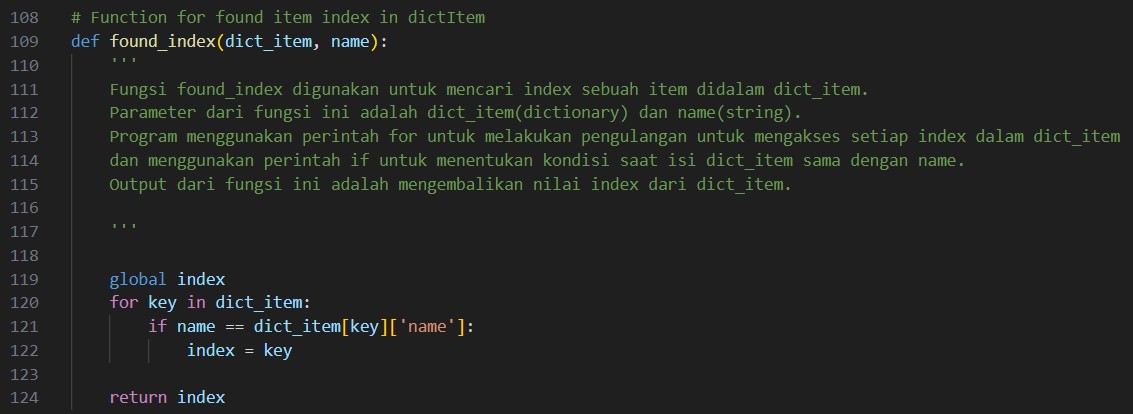 108 # Function for found item index in dictItem
109 def found_index(dict_item, name):
110     '''
111     Fungsi found_index digunakan untuk mencari index sebuah item didalam dict_item.
112     Parameter dari fungsi ini adalah dict_item(dictionary) dan name(string).
113     Program menggunakan perintah for untuk melakukan pengulangan untuk mengakses setiap index dalam dict_item
114     dan menggunakan perintah if untuk menentukan kondisi saat isi dict_item sama dengan name.
115     Output dari fungsi ini adalah mengembalikan nilai index dari dict_item.
116
117     '''
118
119     global index
120     for key in dict_item:
121         if name == dict_item[key]['name']:
122             index = key
123
124     return index